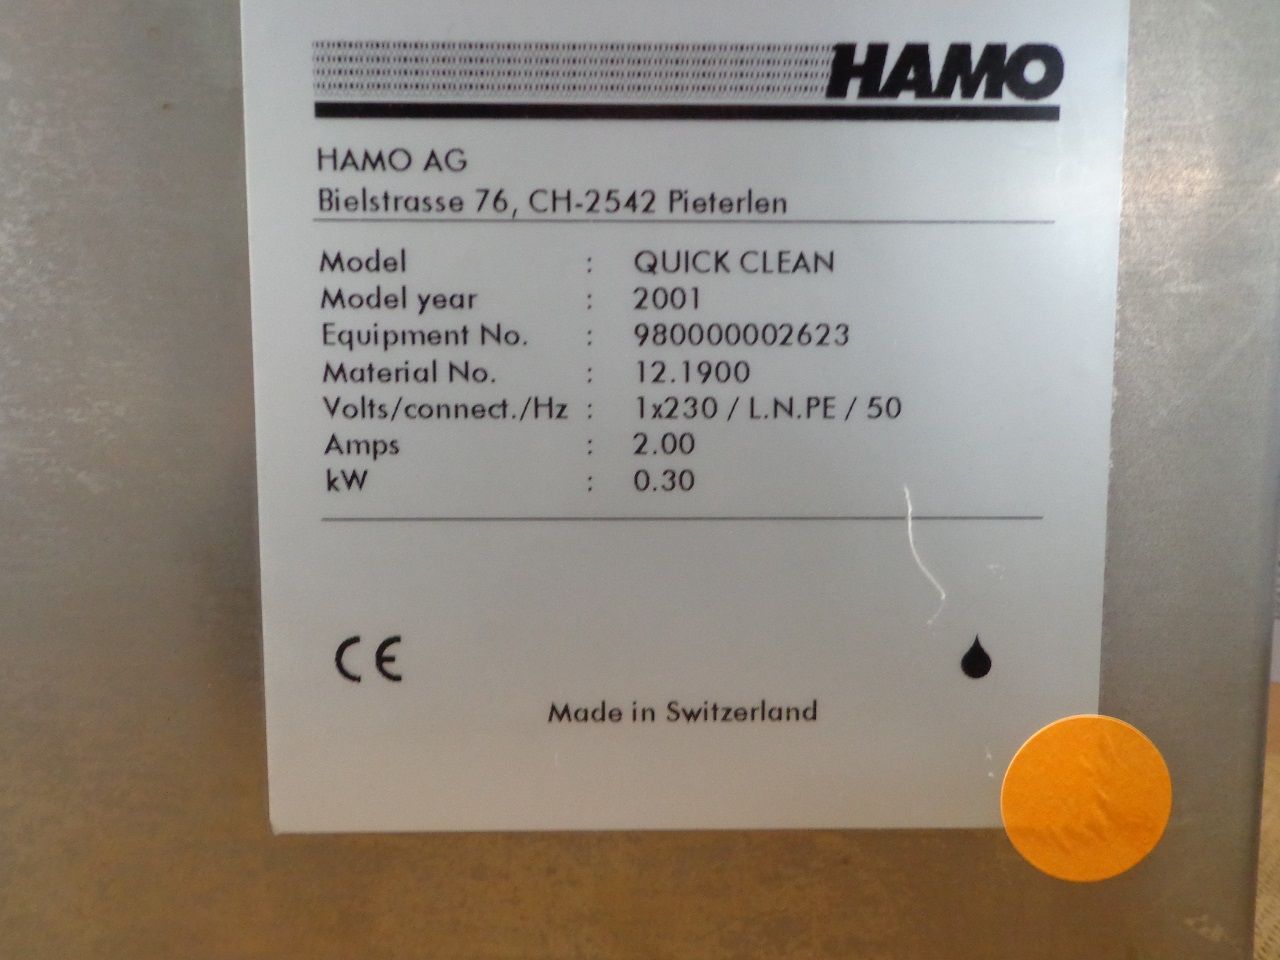 HAMO
HAMO AG
Bielstrasse 76, CH-2542 Pieterlen
Model : QUICK CLEAN
Model year : 2001
Equipment No. : 980000002623
Material No. : 12.1900
Volts/connect./Hz : 1x230 / L.N.PE / 50
Amps : 2.00
kW : 0.30
CE
Made in Switzerland